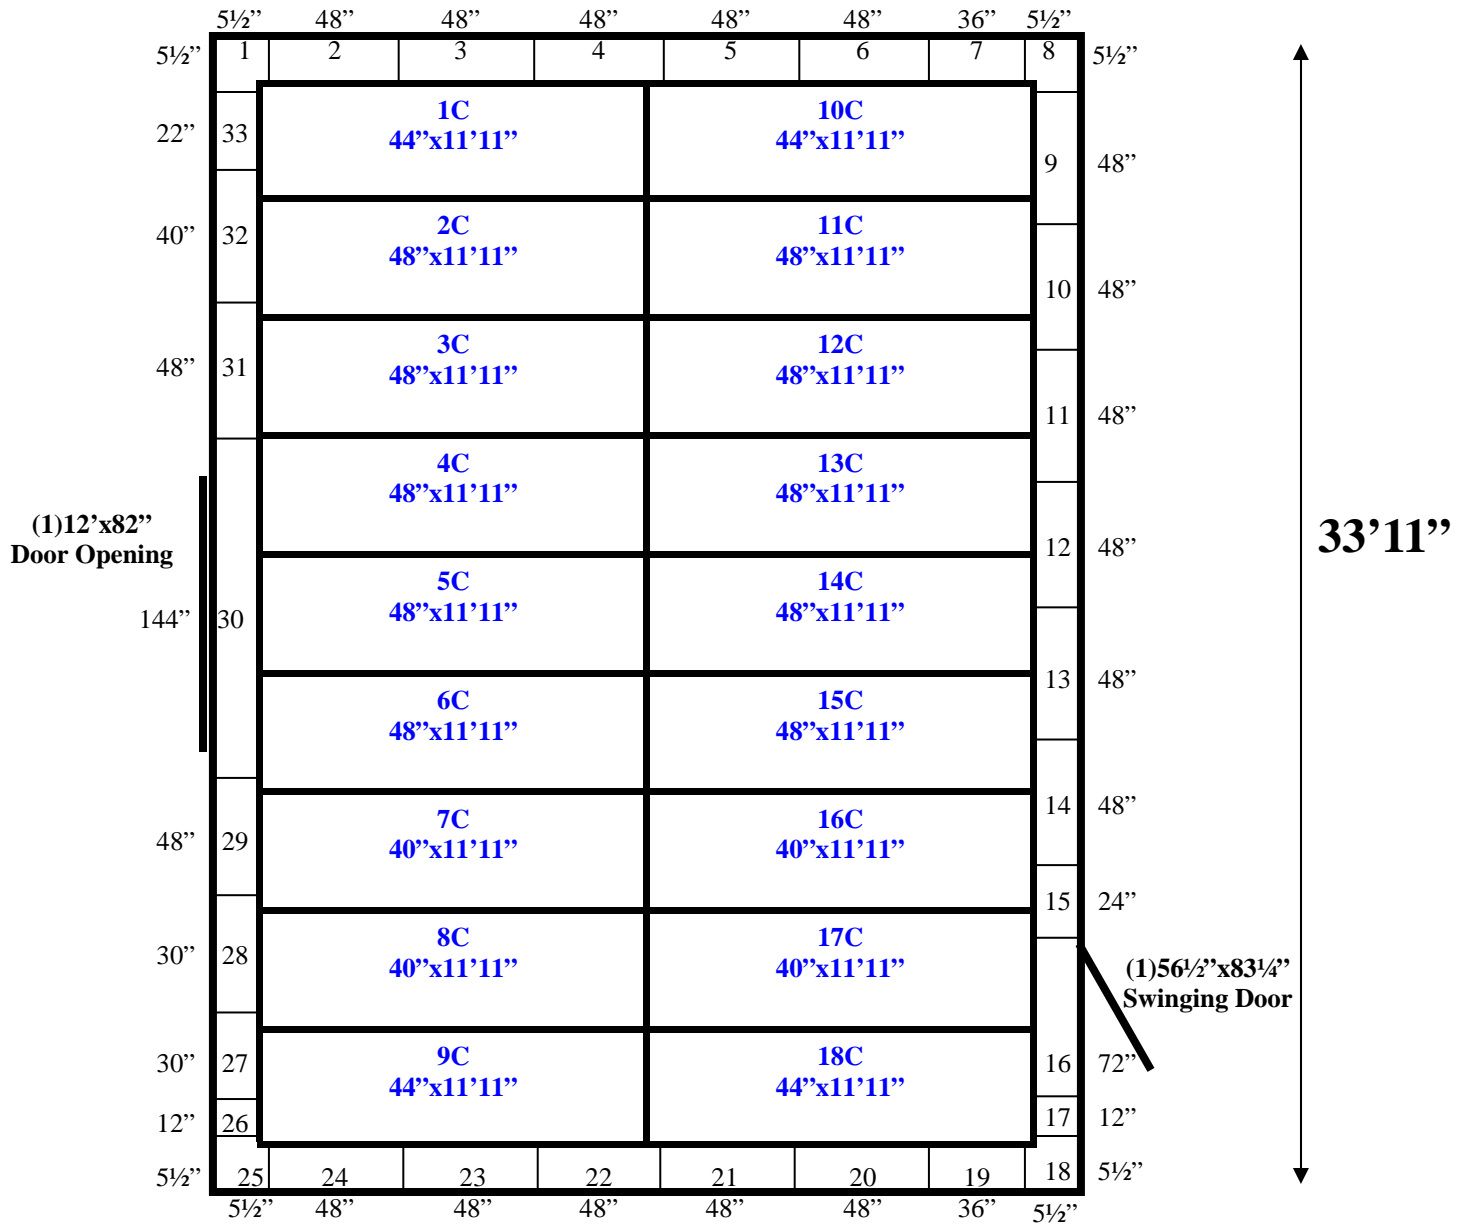 5½” 48” 48” 48” 48” 48” 36” 5½”
5½” 1 2 3 4 5 6 7 8 5½”
1C 10C
22” 33 44”x11’11” 44”x11’11”
9 48”
2C 11C
40” 32 48”x11’11” 48”x11’11”
10 48”
3C 12C
48” 31 48”x11’11” 48”x11’11”
11 48”
4C 13C
48”x11’11” 48”x11’11”
(1)12’x82”
Door Opening
12 48”
33’11”
5C 14C
48”x11’11” 48”x11’11”
144” 30
13 48”
6C 15C
48”x11’11” 48”x11’11”
14 48”
7C 16C
48” 29 40”x11’11” 40”x11’11”
15 24”
8C 17C
30” 28 40”x11’11” 40”x11’11”
(1)56½”x83¼”
Swinging Door
9C 18C
30” 27 44”x11’11” 44”x11’11” 16 72”
12” 26 17 12”
5½” 25 24 23 22 21 20 19 18 5½”
5½” 48” 48” 48” 48” 48” 36” 5½”